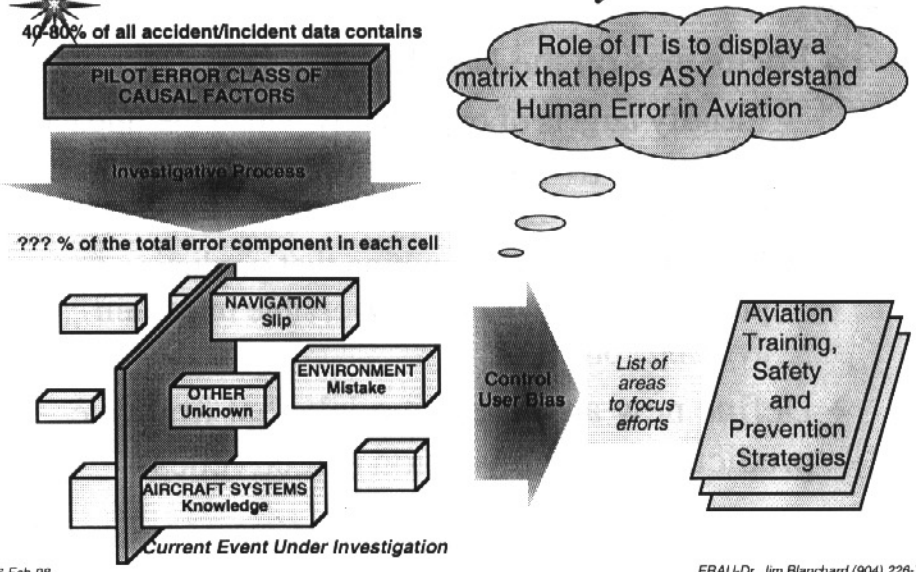 40-80% of all accident/incident data contains
PILOT ERROR CLASS OF
CAUSAL FACTORS
Investigative Process
??? % of the total error component in each cell
Role of IT is to display a
matrix that helps ASY understand
Human Error in Aviation
NAVIGATION
Slip
ENVIRONMENT
Mistake
OTHER
Unknown
AIRCRAFT SYSTEMS
Knowledge
Current Event Under Investigation
Control
User Bias
List of
areas
to focus
efforts
Aviation
Training,
Safety
and
Prevention
Strategies
Feb 98
ERAU-Dr. Jim Blanchard (904) 226-